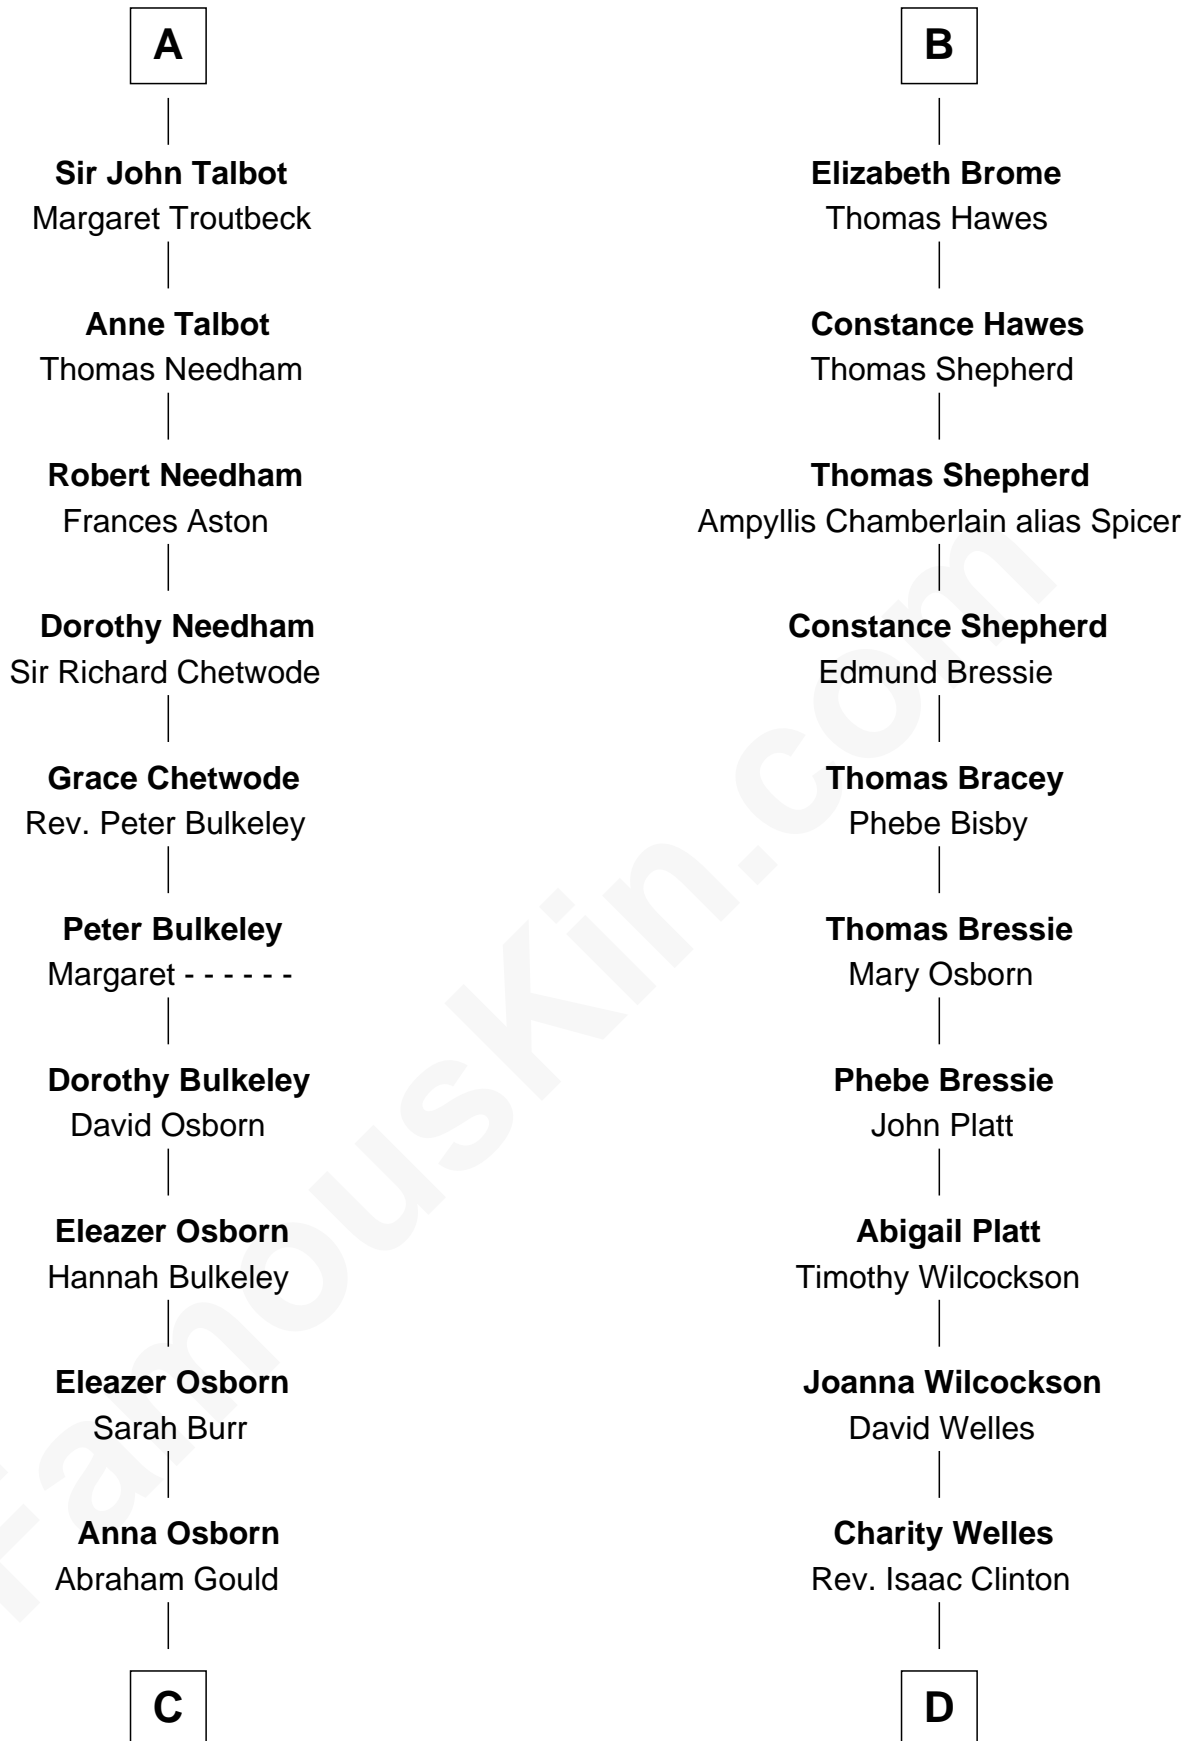 A
Sir John Talbot
Margaret Troutbeck
Anne Talbot
Thomas Needham
Robert Needham
Frances Aston
Dorothy Needham
Sir Richard Chetwode
Grace Chetwode
Rev. Peter Bulkeley
Peter Bulkeley
Margaret - - - - - -
Dorothy Bulkeley
David Osborn
Eleazer Osborn
Hannah Bulkeley
Eleazer Osborn
Sarah Burr
Anna Osborn
Abraham Gould
C
B
Elizabeth Brome
Thomas Hawes
Constance Hawes
Thomas Shepherd
Thomas Shepherd
Ampyllis Chamberlain alias Spicer
Constance Shepherd
Edmund Bressie
Thomas Bracey
Phebe Bisby
Thomas Bressie
Mary Osborn
Phebe Bressie
John Platt
Abigail Platt
Timothy Wilcockson
Joanna Wilcockson
David Welles
Charity Welles
Rev. Isaac Clinton
D
FamousKin.com